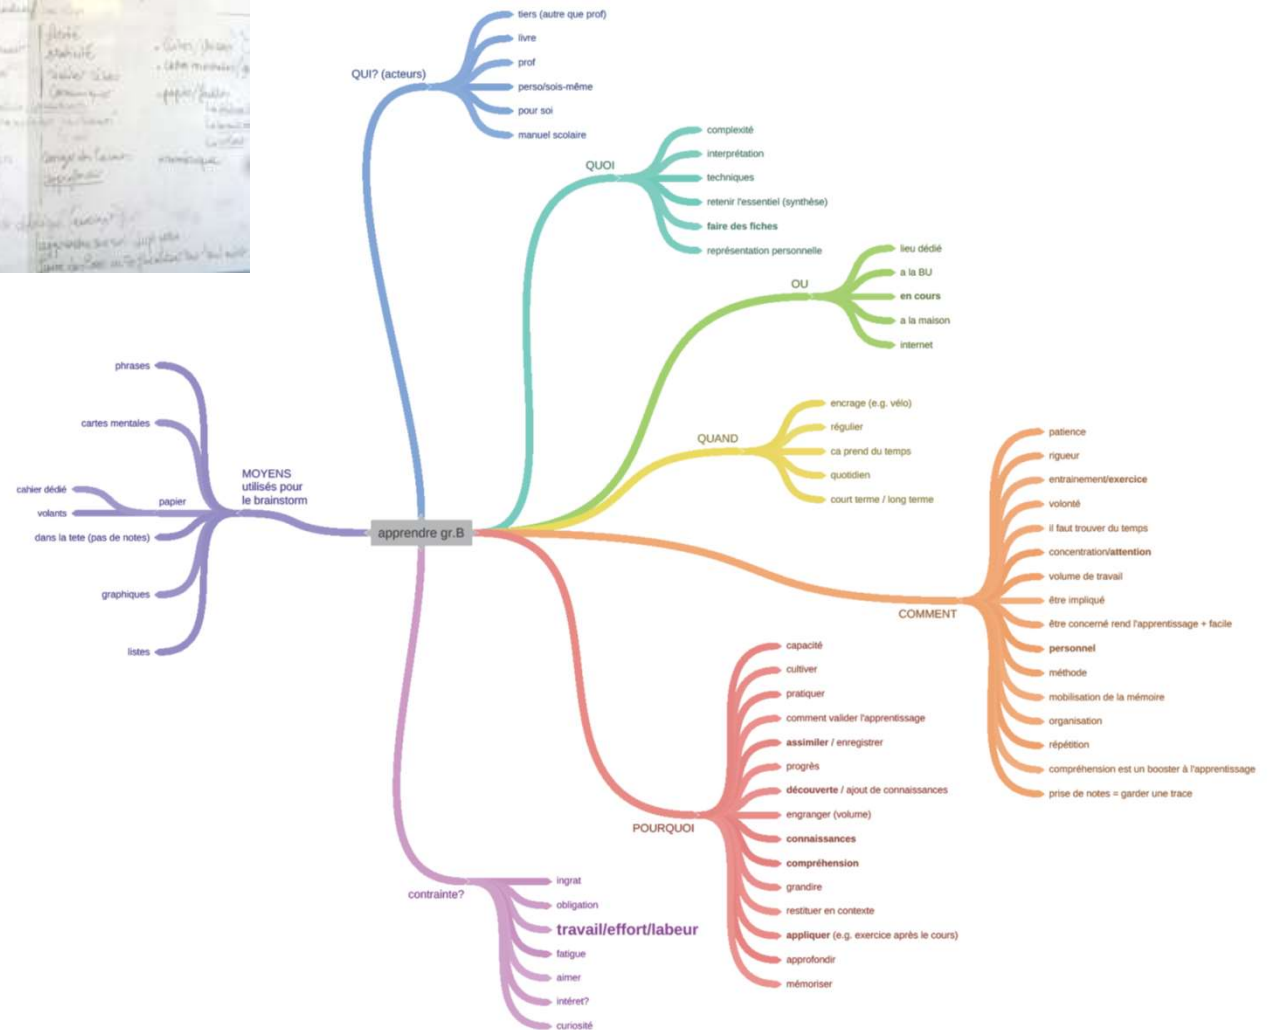 tiers (autre que prof)
livre
QUI? (acteurs)
prof
perso/sois-même
pour soi
manuel scolaire
QUOI
complexité
interprétation
techniques
retenir l'essentiel (synthèse)
faire des fiches
représentation personnelle
OU
lieu dédié
a la BU
en cours
a la maison
internet
QUAND
encrage (e.g. vélo)
régulier
ca prend du temps
quotidien
court terme / long terme
apprendre gr.B
MOYENS
utilisés pour
le brainstorm
phrases
cartes mentales
papier
cahier dédié
volants
dans la tete (pas de notes)
graphiques
listes
COMMENT
patience
rigueur
entrainement/exercice
volonté
il faut trouver du temps
concentration/attention
volume de travail
être impliqué
être concerné rend l'apprentissage + facile
personnel
méthode
mobilisation de la mémoire
organisation
répétition
compréhension est un booster à l'apprentissage
prise de notes = garder une trace
POURQUOI
capacité
cultiver
pratiquer
comment valider l'apprentissage
assimiler / enregistrer
progrès
découverte / ajout de connaissances
engranger (volume)
connaissances
compréhension
grandire
restituer en contexte
appliquer (e.g. exercice après le cours)
approfondir
mémoriser
contrainte?
ingrat
obligation
travail/effort/labeur
fatigue
aimer
intéret?
curiosité